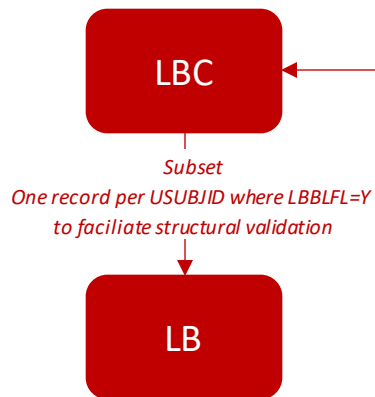 LBC
Subset
One record per USUBJID where LBBLFL=Y
to faciliate structural validation
LB